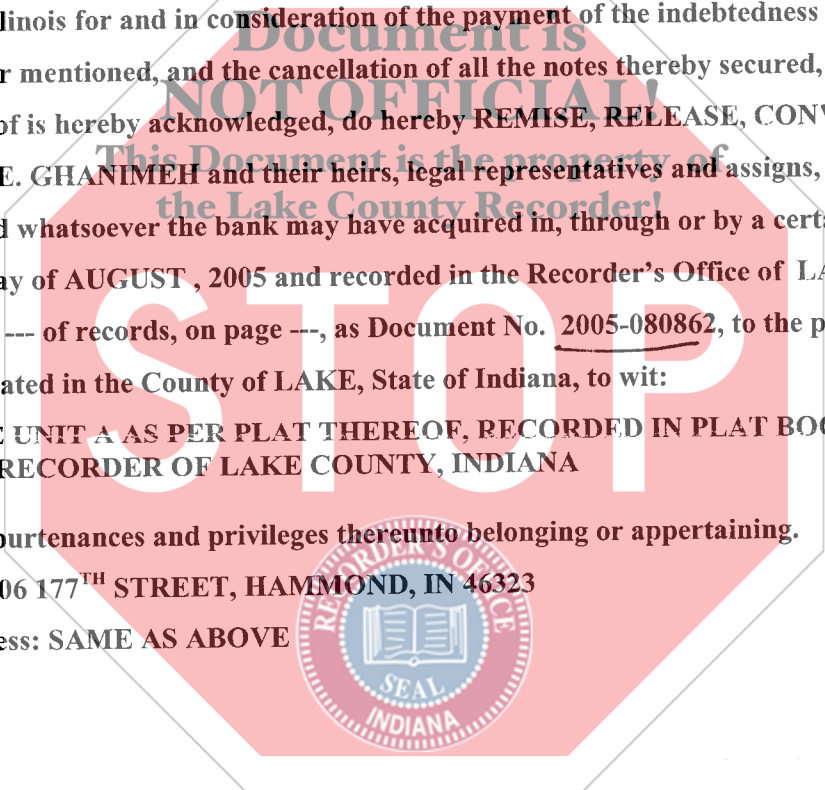 linois for and in consideration of the payment of the indebtedness
Document is
r mentioned, and the cancellation of all the notes thereby secured,
NOT OFFICIAL!
of is hereby acknowledged, do hereby REMISE, RELEASE, CONV
This Document is the property of
E. GHANIMEH and their heirs, legal representatives and assigns,
the Lake County Recorder!
d whatsoever the bank may have acquired in, through or by a certa
ay of AUGUST , 2005 and recorded in the Recorder's Office of LA
--- of records, on page ---, as Document No. 2005-080862, to the p
STOP
ated in the County of LAKE, State of Indiana, to wit:
E UNIT A AS PER PLAT THEREOF, RECORDED IN PLAT BOO
RECORDER OF LAKE COUNTY, INDIANA
purtenances and privileges thereunto belonging or appertaining.
06 177TH STREET, HAMMOND, IN 46323
ess: SAME AS ABOVE
RECORDER'S OFFICE
SEAL
INDIANA